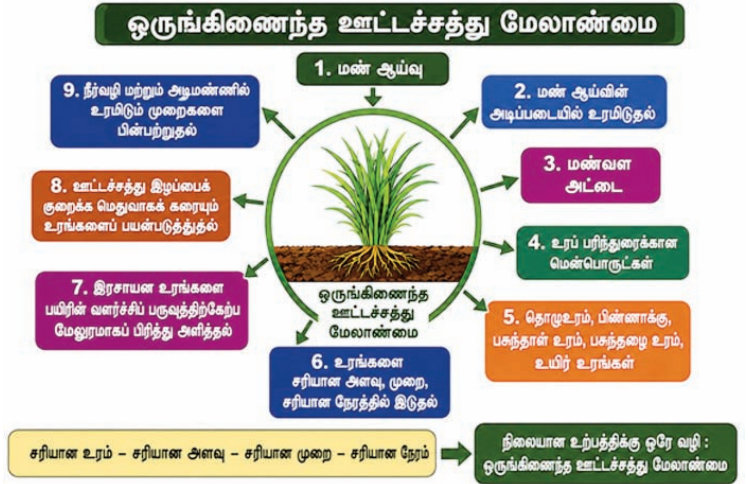 ஒருங்கிணைந்த ஊட்டச்சத்து மேலாண்மை
1. மண் ஆய்வு
2. மண் ஆய்வின்
அடிப்படையில் உரமிடுதல்
3. மண்வள
அட்டை
4. உரப் பரிந்துரைக்கான
மென்பொருட்கள்
5. தொழுஉரம், பிண்ணாக்கு,
பசுந்தாள் உரம், பசுந்தழை உரம்,
உயிர் உரங்கள்
6. உரங்களை
சரியான அளவு, முறை,
சரியான நேரத்தில் இடுதல்
7. இரசாயன உரங்களை
பயிரின் வளர்ச்சிப் பருவத்திற்கேற்ப
மேலுரமாகப் பிரித்து அளித்தல்
8. ஊட்டச்சத்து இழப்பைக்
குறைக்க மெதுவாகக் கரையும்
உரங்களைப் பயன்படுத்துதல்
9. நீர்வழி மற்றும் அடிமண்ணில்
உரமிடும் முறைகளை
பின்பற்றுதல்
ஒருங்கிணைந்த
ஊட்டச்சத்து
மேலாண்மை
சரியான உரம் – சரியான அளவு – சரியான முறை – சரியான நேரம்
நிலையான உற்பத்திக்கு ஒரே வழி :
ஒருங்கிணைந்த ஊட்டச்சத்து மேலாண்மை